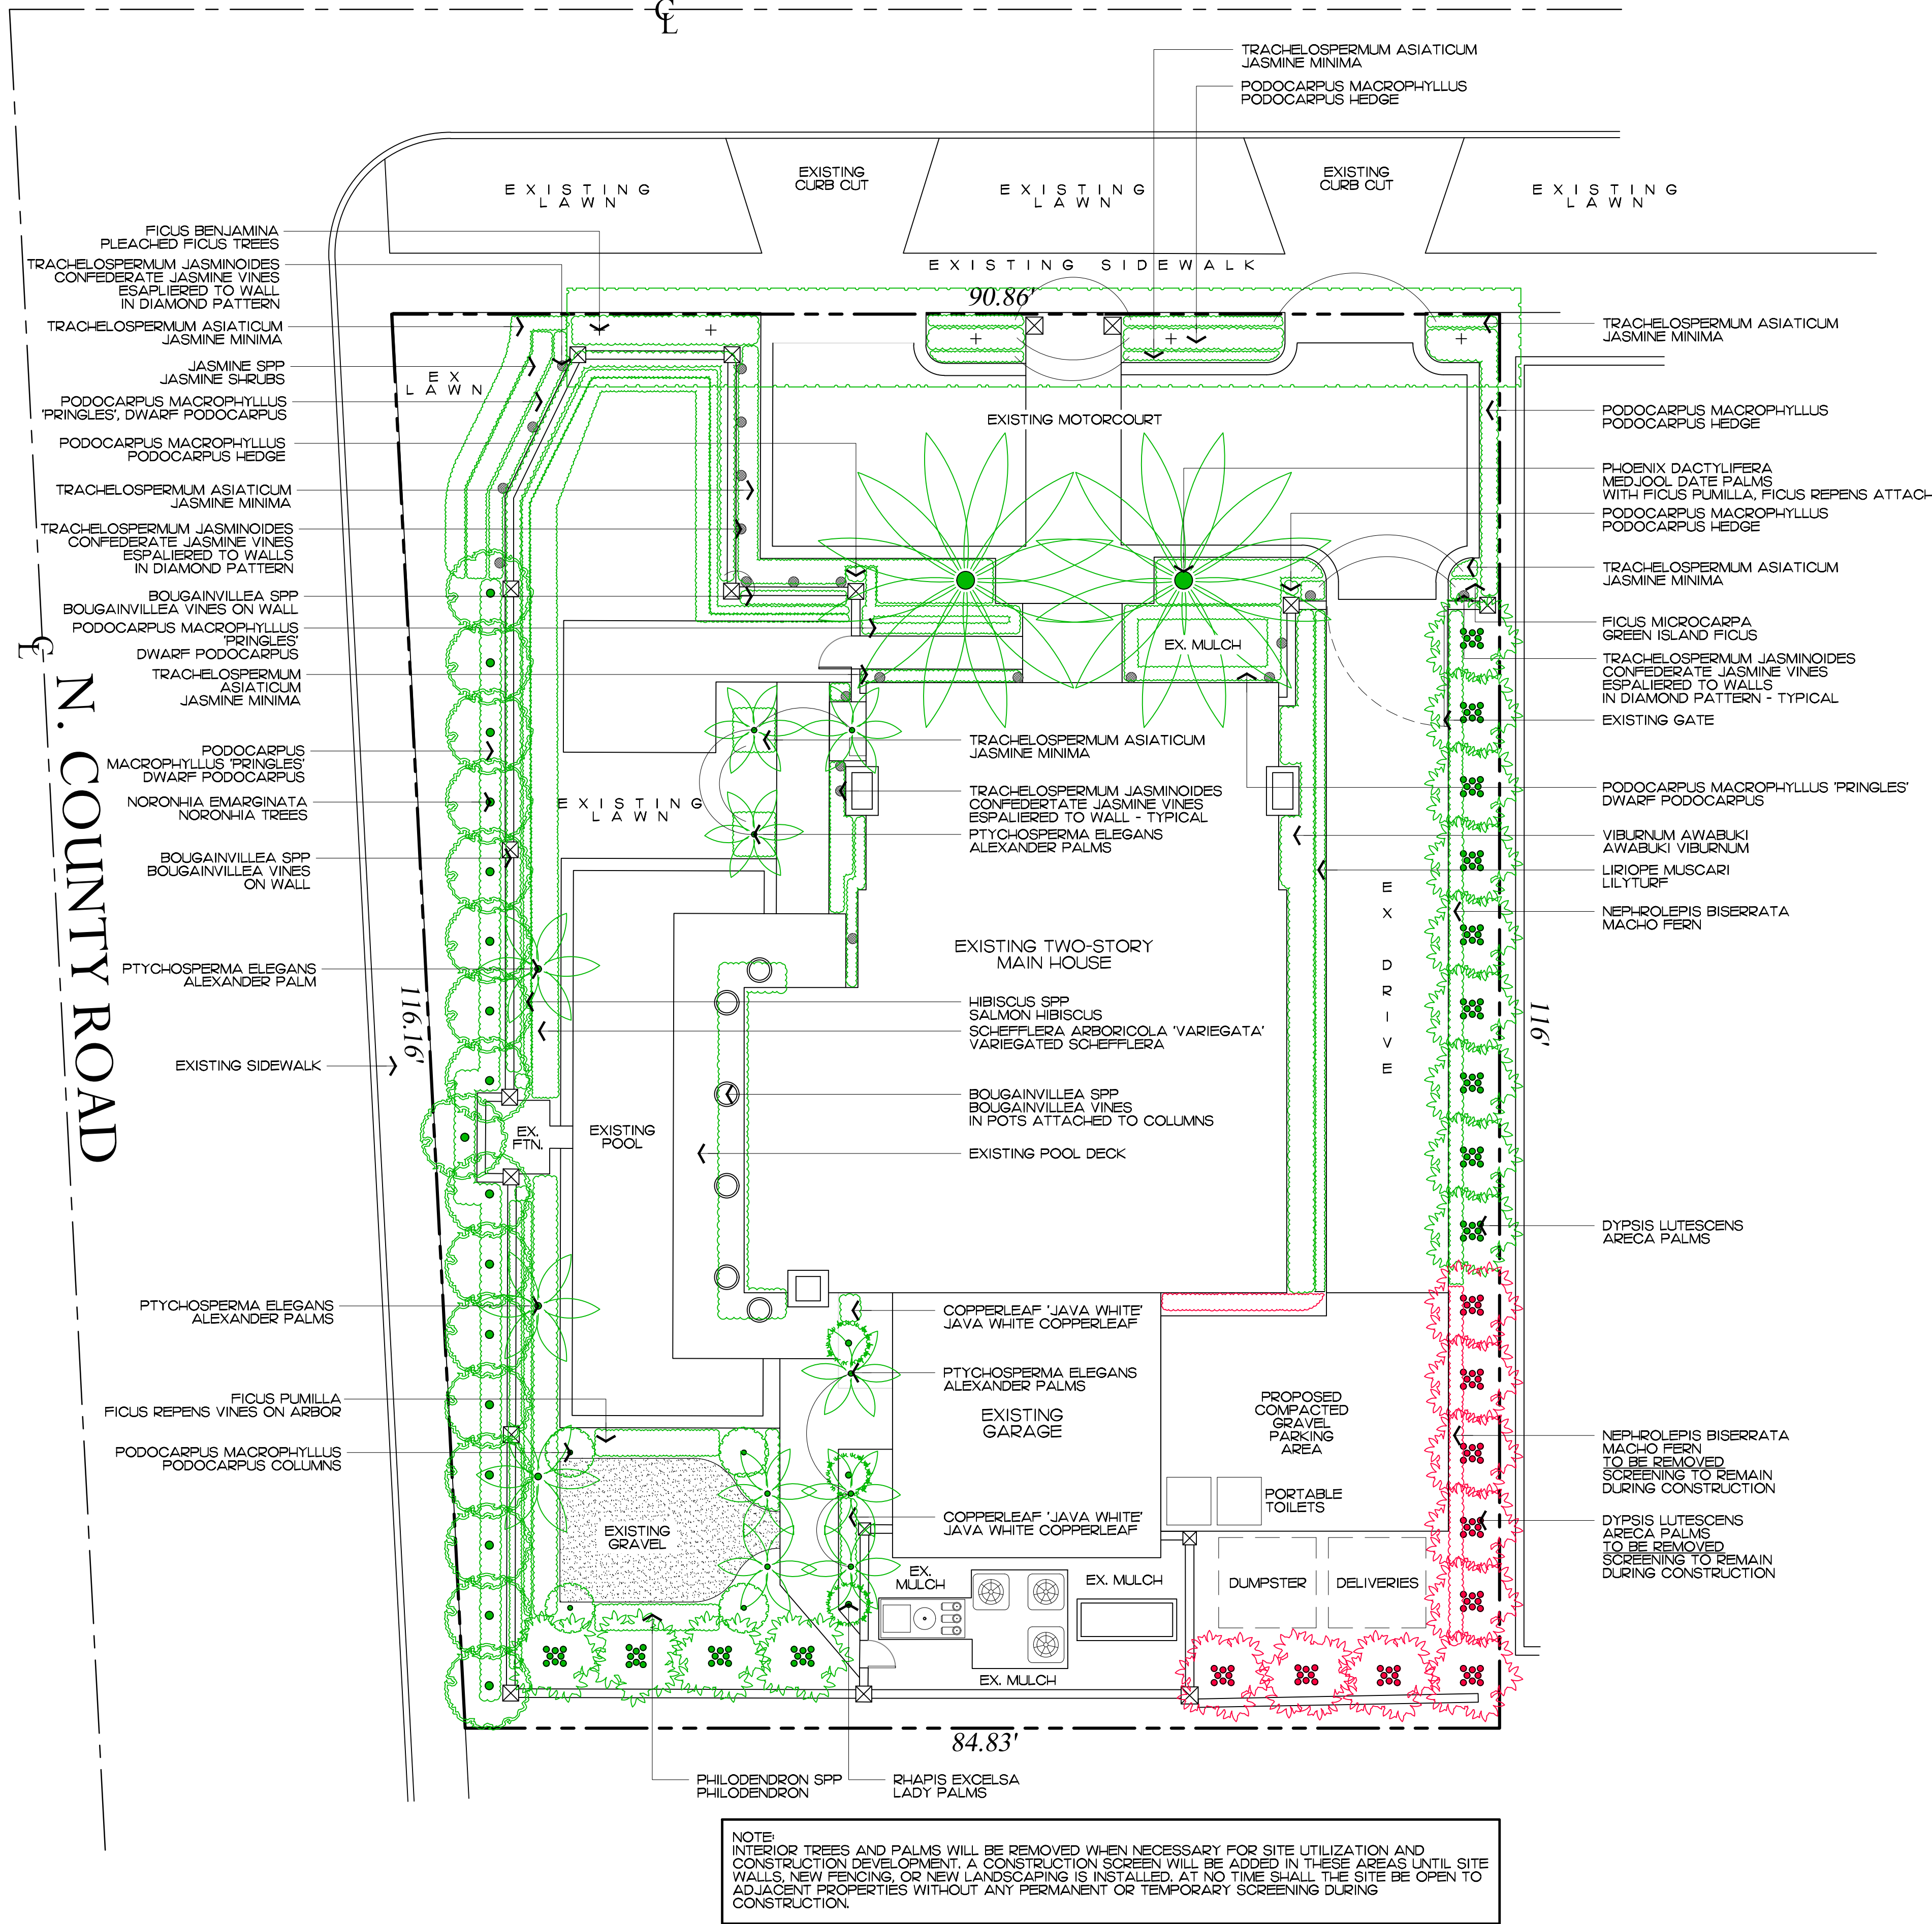 CL
TRACHELOSPERMUM ASIATICUM
JASMINE MINIMA
PODOCARPUS MACROPHYLLUS
PODOCARPUS HEDGE
EXISTING
LAWN
EXISTING
CURB CUT
EXISTING
LAWN
EXISTING
CURB CUT
EXISTING
LAWN
EXISTING SIDEWALK
90.86'
FICUS BENJAMINA
PLEACHED FICUS TREES
TRACHELOSPERMUM JASMINOIDES
CONFEDERATE JASMINE VINES
ESAPLIERED TO WALL
IN DIAMOND PATTERN
TRACHELOSPERMUM ASIATICUM
JASMINE MINIMA
JASMINE SPP
JASMINE SHRUBS
PODOCARPUS MACROPHYLLUS
'PRINGLES', DWARF PODOCARPUS
PODOCARPUS MACROPHYLLUS
PODOCARPUS HEDGE
TRACHELOSPERMUM ASIATICUM
JASMINE MINIMA
TRACHELOSPERMUM JASMINOIDES
CONFEDERATE JASMINE VINES
ESPALIERED TO WALLS
IN DIAMOND PATTERN
BOUGAINVILLEA SPP
BOUGAINVILLEA VINES ON WALL
PODOCARPUS MACROPHYLLUS
'PRINGLES'
DWARF PODOCARPUS
TRACHELOSPERMUM
ASIATICUM
JASMINE MINIMA
PODOCARPUS
MACROPHYLLUS 'PRINGLES'
DWARF PODOCARPUS
NORONHIA EMARGINATA
NORONHIA TREES
BOUGAINVILLEA SPP
BOUGAINVILLEA VINES
ON WALL
PTYCHOSPERMA ELEGANS
ALEXANDER PALM
EXISTING SIDEWALK
PTYCHOSPERMA ELEGANS
ALEXANDER PALMS
FICUS PUMILLA
FICUS REPENS VINES ON ARBOR
PODOCARPUS MACROPHYLLUS
PODOCARPUS COLUMNS
CL
N. COUNTY ROAD
116.16'
EX
LAWN
EXISTING MOTORCOURT
EX. MULCH
EXISTING
LAWN
TRACHELOSPERMUM ASIATICUM
JASMINE MINIMA
TRACHELOSPERMUM JASMINOIDES
CONFEDERTATE JASMINE VINES
ESPALIERED TO WALL - TYPICAL
PTYCHOSPERMA ELEGANS
ALEXANDER PALMS
EXISTING TWO-STORY
MAIN HOUSE
HIBISCUS SPP
SALMON HIBISCUS
SCHEFFLERA ARBORICOLA 'VARIEGATA'
VARIEGATED SCHEFFLERA
BOUGAINVILLEA SPP
BOUGAINVILLEA VINES
IN POTS ATTACHED TO COLUMNS
EXISTING POOL DECK
EX.
FTN.
EXISTING
POOL
COPPERLEAF 'JAVA WHITE'
JAVA WHITE COPPERLEAF
PTYCHOSPERMA ELEGANS
ALEXANDER PALMS
EXISTING
GARAGE
COPPERLEAF 'JAVA WHITE'
JAVA WHITE COPPERLEAF
EXISTING
GRAVEL
EX.
MULCH
EX. MULCH
EX. MULCH
PROPOSED
COMPACTED
GRAVEL
PARKING
AREA
PORTABLE
TOILETS
DUMPSTER
DELIVERIES
EX DRIVE
116'
TRACHELOSPERMUM ASIATICUM
JASMINE MINIMA
PODOCARPUS MACROPHYLLUS
PODOCARPUS HEDGE
PHOENIX DACTYLIFERA
MEDJOOL DATE PALMS
WITH FICUS PUMILLA, FICUS REPENS ATTACH
PODOCARPUS MACROPHYLLUS
PODOCARPUS HEDGE
TRACHELOSPERMUM ASIATICUM
JASMINE MINIMA
FICUS MICROCARPA
GREEN ISLAND FICUS
TRACHELOSPERMUM JASMINOIDES
CONFEDERATE JASMINE VINES
ESPALIERED TO WALLS
IN DIAMOND PATTERN - TYPICAL
EXISTING GATE
PODOCARPUS MACROPHYLLUS 'PRINGLES'
DWARF PODOCARPUS
VIBURNUM AWABUKI
AWABUKI VIBURNUM
LIRIOPE MUSCARI
LILYTURF
NEPHROLEPIS BISERRATA
MACHO FERN
DYPSIS LUTESCENS
ARECA PALMS
NEPHROLEPIS BISERRATA
MACHO FERN
TO BE REMOVED
SCREENING TO REMAIN
DURING CONSTRUCTION
DYPSIS LUTESCENS
ARECA PALMS
TO BE REMOVED
SCREENING TO REMAIN
DURING CONSTRUCTION
84.83'
PHILODENDRON SPP
PHILODENDRON
RHAPIS EXCELSA
LADY PALMS
NOTE:
INTERIOR TREES AND PALMS WILL BE REMOVED WHEN NECESSARY FOR SITE UTILIZATION AND
CONSTRUCTION DEVELOPMENT. A CONSTRUCTION SCREEN WILL BE ADDED IN THESE AREAS UNTIL SITE
WALLS, NEW FENCING, OR NEW LANDSCAPING IS INSTALLED. AT NO TIME SHALL THE SITE BE OPEN TO
ADJACENT PROPERTIES WITHOUT ANY PERMANENT OR TEMPORARY SCREENING DURING
CONSTRUCTION.